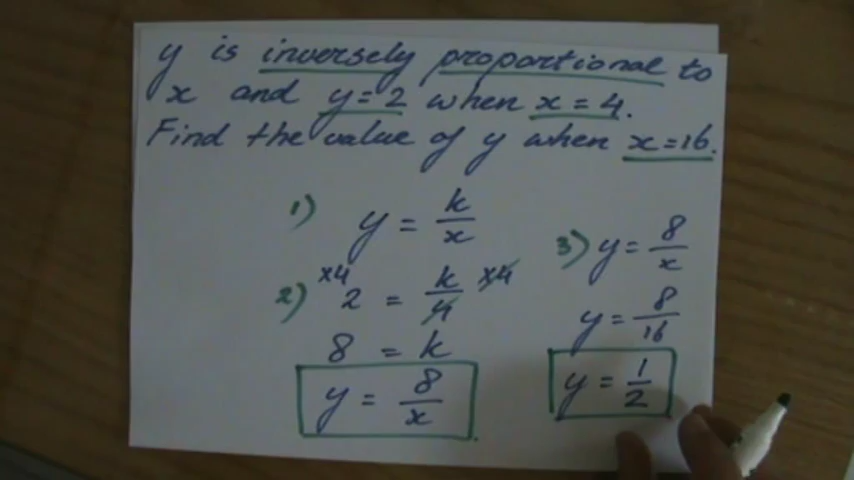 y is inversely proportional to
x and y = 2 when x = 4.
Find the value of y when x = 16.
1) y = k/x
2) ×4 2 = k/4 ×4
8 = k
y = 8/x
3) y = 8/x
y = 8/16
y = 1/2